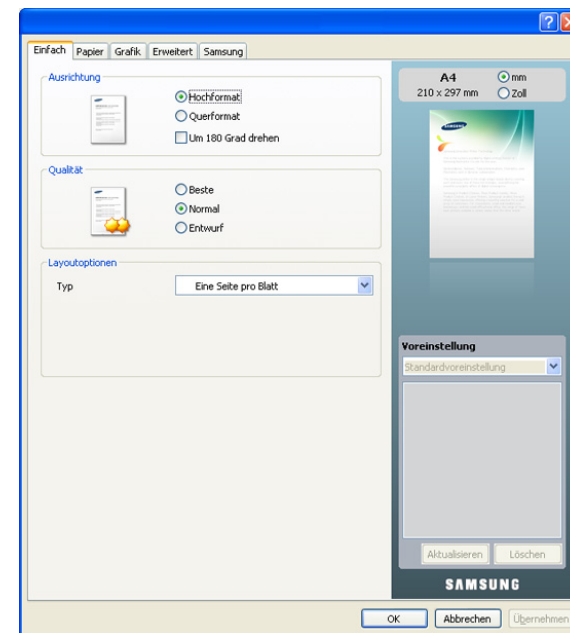 Einfach Papier Grafik Erweitert Samsung
Ausrichtung
Hochformat
Querformat
Um 180 Grad drehen
Qualität
Beste
Normal
Entwurf
Layoutoptionen
Typ Eine Seite pro Blatt
A4
210 x 297 mm
mm
Zoll
SAMSUNG
Voreinstellung
Standardvoreinstellung
Aktualisieren Löschen
SAMSUNG
OK Abbrechen Übernehmen